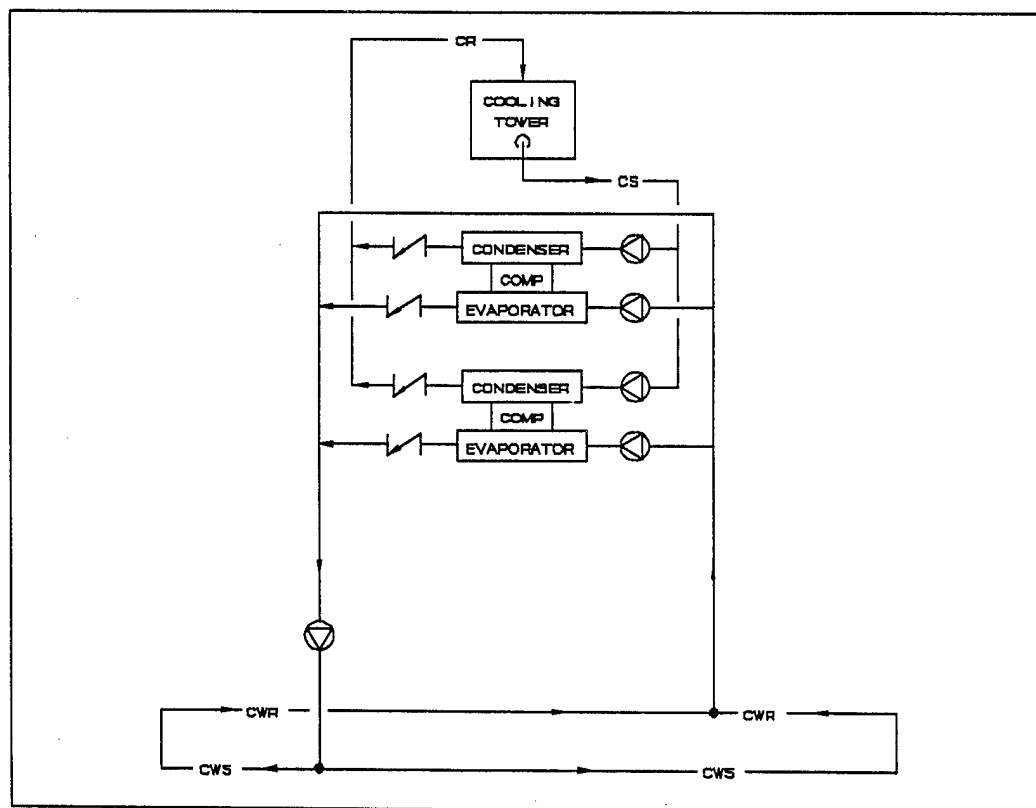 CR
COOLING
TOWER
CS
CONDENSER
COMP
EVAPORATOR
CONDENSER
COMP
EVAPORATOR
CWR
CWR
CWS
CWS